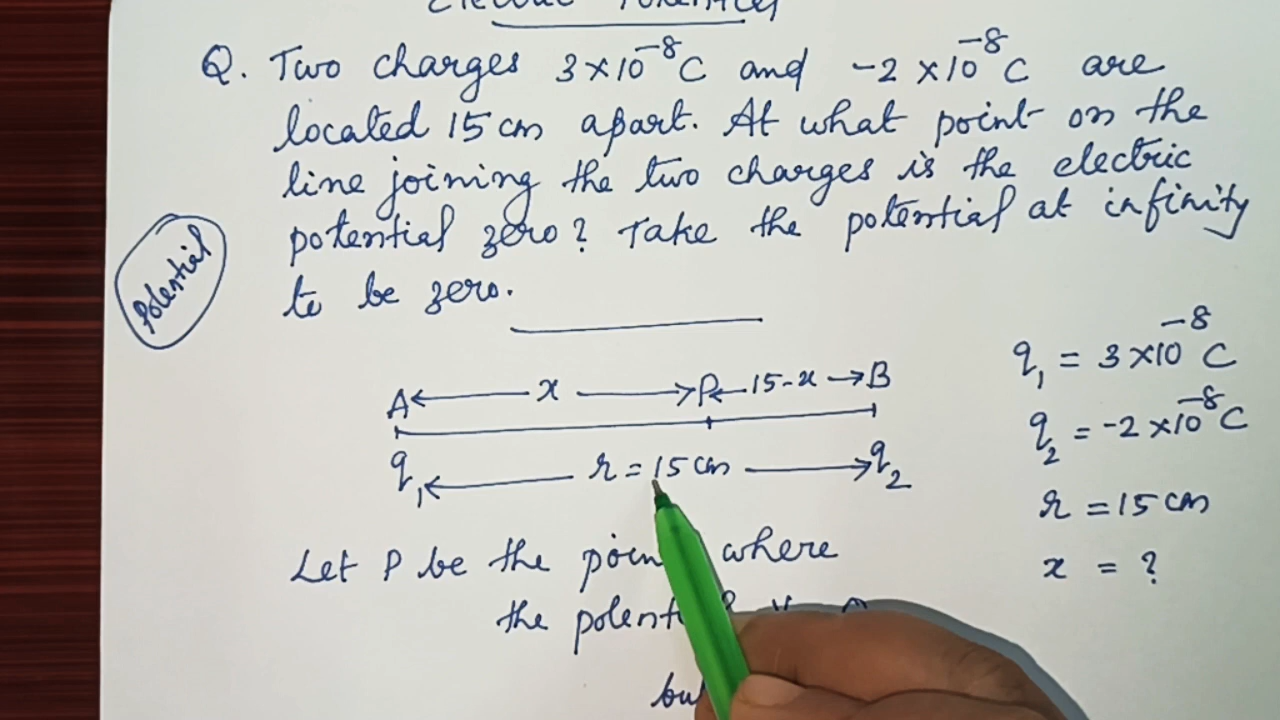 Q. Two charges 3×10⁻⁸C and -2×10⁻⁸C are
located 15cm apart. At what point on the
line joining the two charges is the electric
potential zero? Take the potential at infinity
to be zero.
Potential
A ← x → P ← 15-x → B
q₁ ← r = 15 cm → q₂
q₁ = 3×10⁻⁸C
q₂ = -2×10⁻⁸C
r = 15 cm
x = ?
Let P be the point where
the